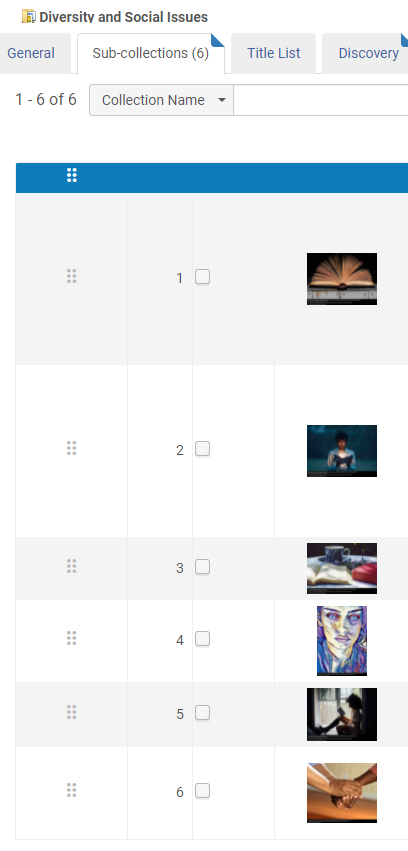 Diversity and Social Issues
General Sub-collections (6) Title List Discovery
1 - 6 of 6 Collection Name
1
2
3
4
5
6